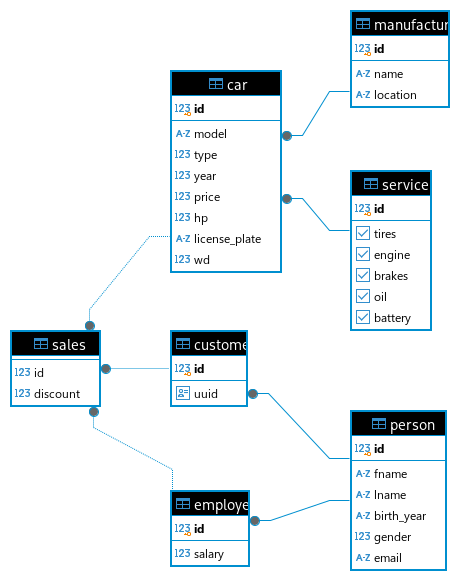 manufactur
123 id
A-Z name
A-Z location
car
123 id
A-Z model
123 type
123 year
123 price
123 hp
A-Z license_plate
123 wd
service
123 id
tires
engine
brakes
oil
battery
sales
123 id
123 discount
custome
123 id
uuid
person
123 id
A-Z fname
A-Z lname
A-Z birth_year
123 gender
A-Z email
employe
123 id
123 salary